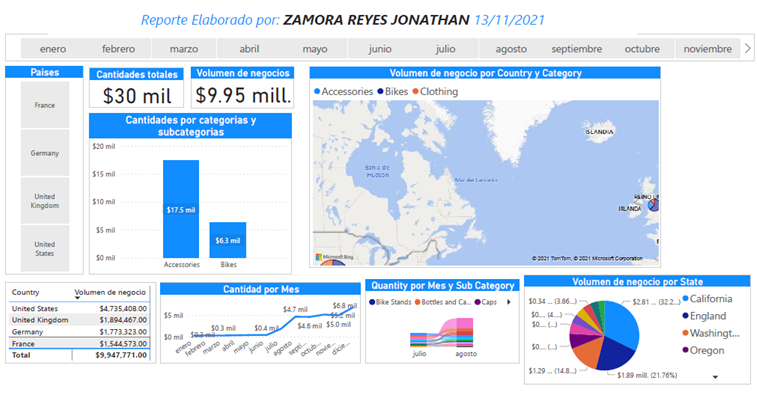 Reporte Elaborado por: ZAMORA REYES JONATHAN 13/11/2021
enero febrero marzo abril mayo junio julio agosto septiembre octubre noviembre
Paises
France
Germany
United Kingdom
United States
Cantidades totales
$30 mil
Volumen de negocios
$9.95 mill.
Cantidades por categorias y subcategorias
$20 mil
$15 mil
$10 mil
$5 mil
$0 mil
$17.5 mil
$6.3 mil
Accessories Bikes
Volumen de negocio por Country y Category
Accessories Bikes Clothing
ISLANDIA
Bahía de Hudson
Mar de Labrador
REINO U
IRLANDA
Microsoft Bing
© 2021 TomTom, © 2021 Microsoft Corporation
Country Volumen de negocio
United States $4,735,408.00
United Kingdom $1,894,467.00
Germany $1,773,323.00
France $1,544,573.00
Total $9,947,771.00
Cantidad por Mes
$5 mil
$0 mil
$0.3 mil
$0.3 mil
$0.4 mil
$4.7 mil
$4.6 mil
$5.0 mil
$6.8 mil
enero febrero marzo abril mayo junio julio agosto septi... octub... novie... dicie...
Quantity por Mes y Sub Category
Bike Stands Bottles and Ca... Caps
julio agosto
Volumen de negocio por State
$0.34 ... (3.86...)
$0... (4...)
$0... (...)
$0... (...)
$1.29 ... (14.8...)
$2.81 ... (32.2...)
$1.89 mill. (21.76%)
California
England
Washingt...
Oregon